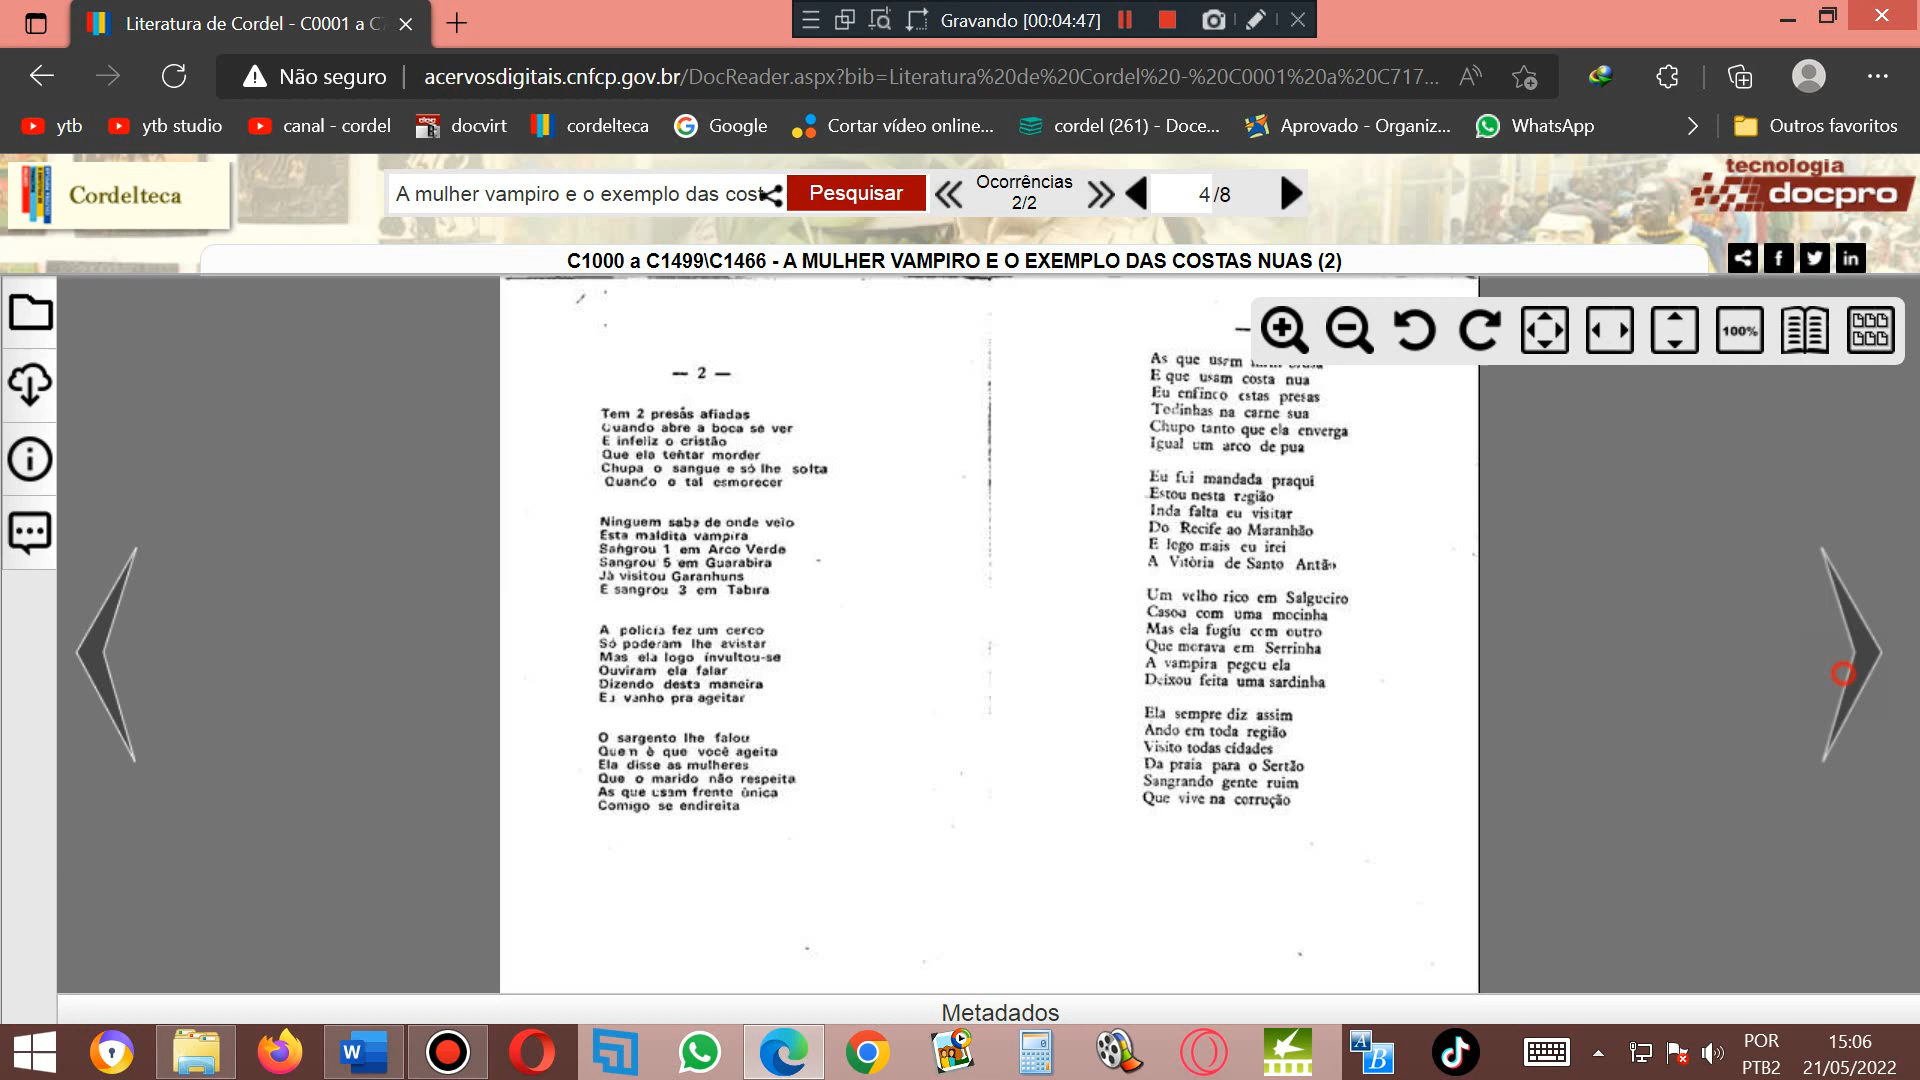 Literatura de Cordel - C0001 a C7
Gravando [00:04:47]
Não seguro
acervosdigitais.cnfcp.gov.br/DocReader.aspx?bib=Literatura%20de%20Cordel%20-%20C0001%20a%20C717...
ytb
ytb studio
canal - cordel
docvirt
cordelteca
Google
Cortar vídeo online...
cordel (261) - Doce...
Aprovado - Organiz...
WhatsApp
Outros favoritos
Cordelteca
A mulher vampiro e o exemplo das cost
Pesquisar
Ocorrências
2/2
4 /8
tecnologia
docpro
C1000 a C1499\C1466 - A MULHER VAMPIRO E O EXEMPLO DAS COSTAS NUAS (2)
100%
— 2 —
Tem 2 presás afiadas
Cuando abre a boca se ver
E infeliz o cristão
Que ela tentar morder
Chupa o sangue e só lhe solta
Quando o tal esmorecer
Ninguem saba de onde veio
Esta maldita vampira
Sangrou 1 em Arco Verde
Sangrou 5 em Guarabira
Já visitou Garanhuns
E sangrou 3 em Tabira
A policia fez um cerco
Só poderam lhe avistar
Mas ela logo invultou-se
Ouviram ela falar
Dizendo desta maneira
Eu vanho pra ageitar
O sargento lhe falou
Quem è que você ageita
Ela disse as mulheres
Que o marido não respeita
As que usam frente única
Comigo se endireita
As que usem
E que usam costa nua
Eu enfinco estas presas
Todinhas na carne sua
Chupo tanto que ela enverga
Igual um arco de pua
Eu fui mandada praqui
Estou nesta região
Inda falta eu visitar
Do Recife ao Maranhão
E logo mais eu irei
A Vitòria de Santo Antão
Um velho rico em Salgueiro
Casou com uma mocinha
Mas ela fugíu com outro
Que morava em Serrinha
A vampira pegou ela
Deixou feita uma sardinha
Ela sempre diz assim
Ando em toda região
Visito todas cídades
Da praia para o Sertão
Sangrando gente ruim
Que vive na corrução
Metadados
POR
PTB2
15:06
21/05/2022